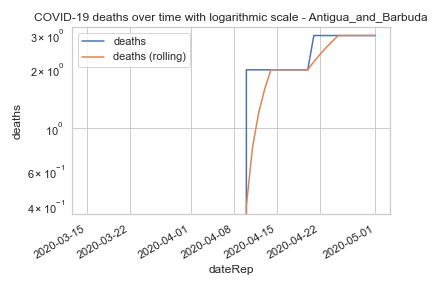 COVID-19 deaths over time with logarithmic scale - Antigua_and_Barbuda
deaths
deaths (rolling)
3 × 10⁰
2 × 10⁰
10⁰
6 × 10⁻¹
4 × 10⁻¹
deaths
2020-03-15
2020-03-22
2020-04-01
2020-04-08
2020-04-15
2020-04-22
2020-05-01
dateRep